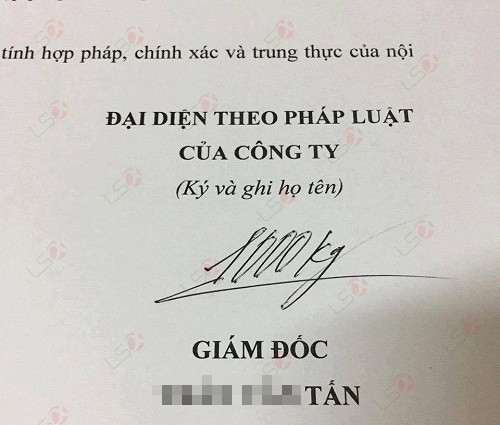 tính hợp pháp, chính xác và trung thực của nội
ĐẠI DIỆN THEO PHÁP LUẬT
CỦA CÔNG TY
(Ký và ghi họ tên)
1000kg
GIÁM ĐỐC
TẤN